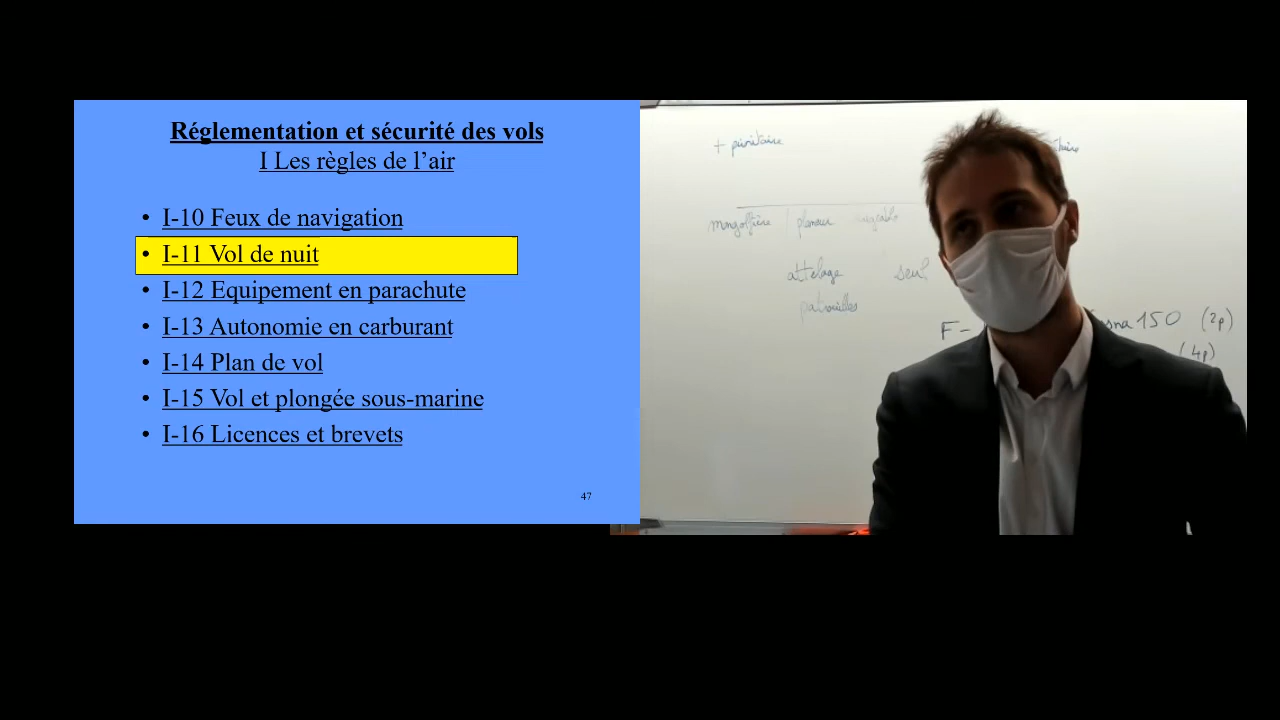 Réglementation et sécurité des vols
I Les règles de l’air
• I-10 Feux de navigation
• I-11 Vol de nuit
• I-12 Equipement en parachute
• I-13 Autonomie en carburant
• I-14 Plan de vol
• I-15 Vol et plongée sous-marine
• I-16 Licences et brevets
47
+ prioritaire
mongolfière / planeur
attelage seul
patrouilles
F- 150 (2p)
(4p)